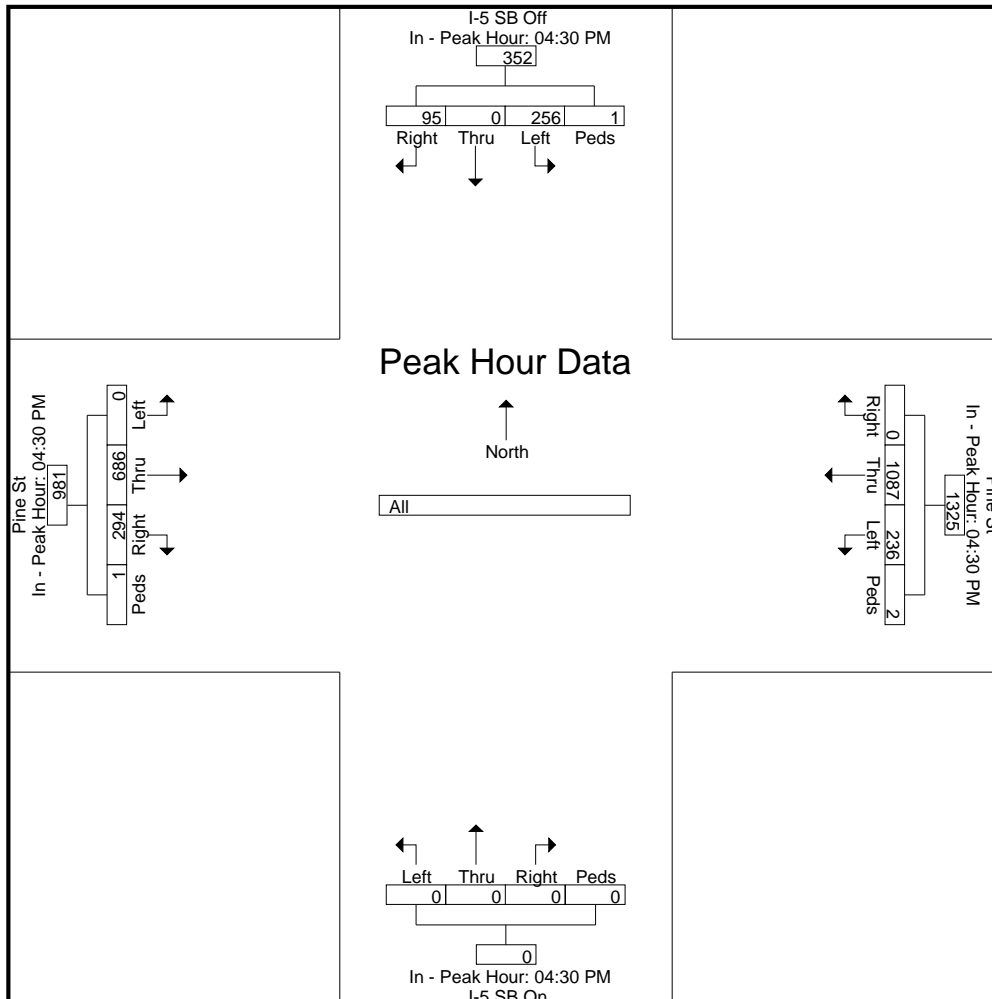 I-5 SB Off
In - Peak Hour: 04:30 PM
352
95 0 256 1
Right Thru Left Peds
Peak Hour Data
North
All
Pine St
In - Peak Hour: 04:30 PM
981
0 686 294 1
Left Thru Right Peds
Pine St
In - Peak Hour: 04:30 PM
1325
0 1087 236 2
Right Thru Left Peds
Left Thru Right Peds
0 0 0 0
0
In - Peak Hour: 04:30 PM
I-5 SB On